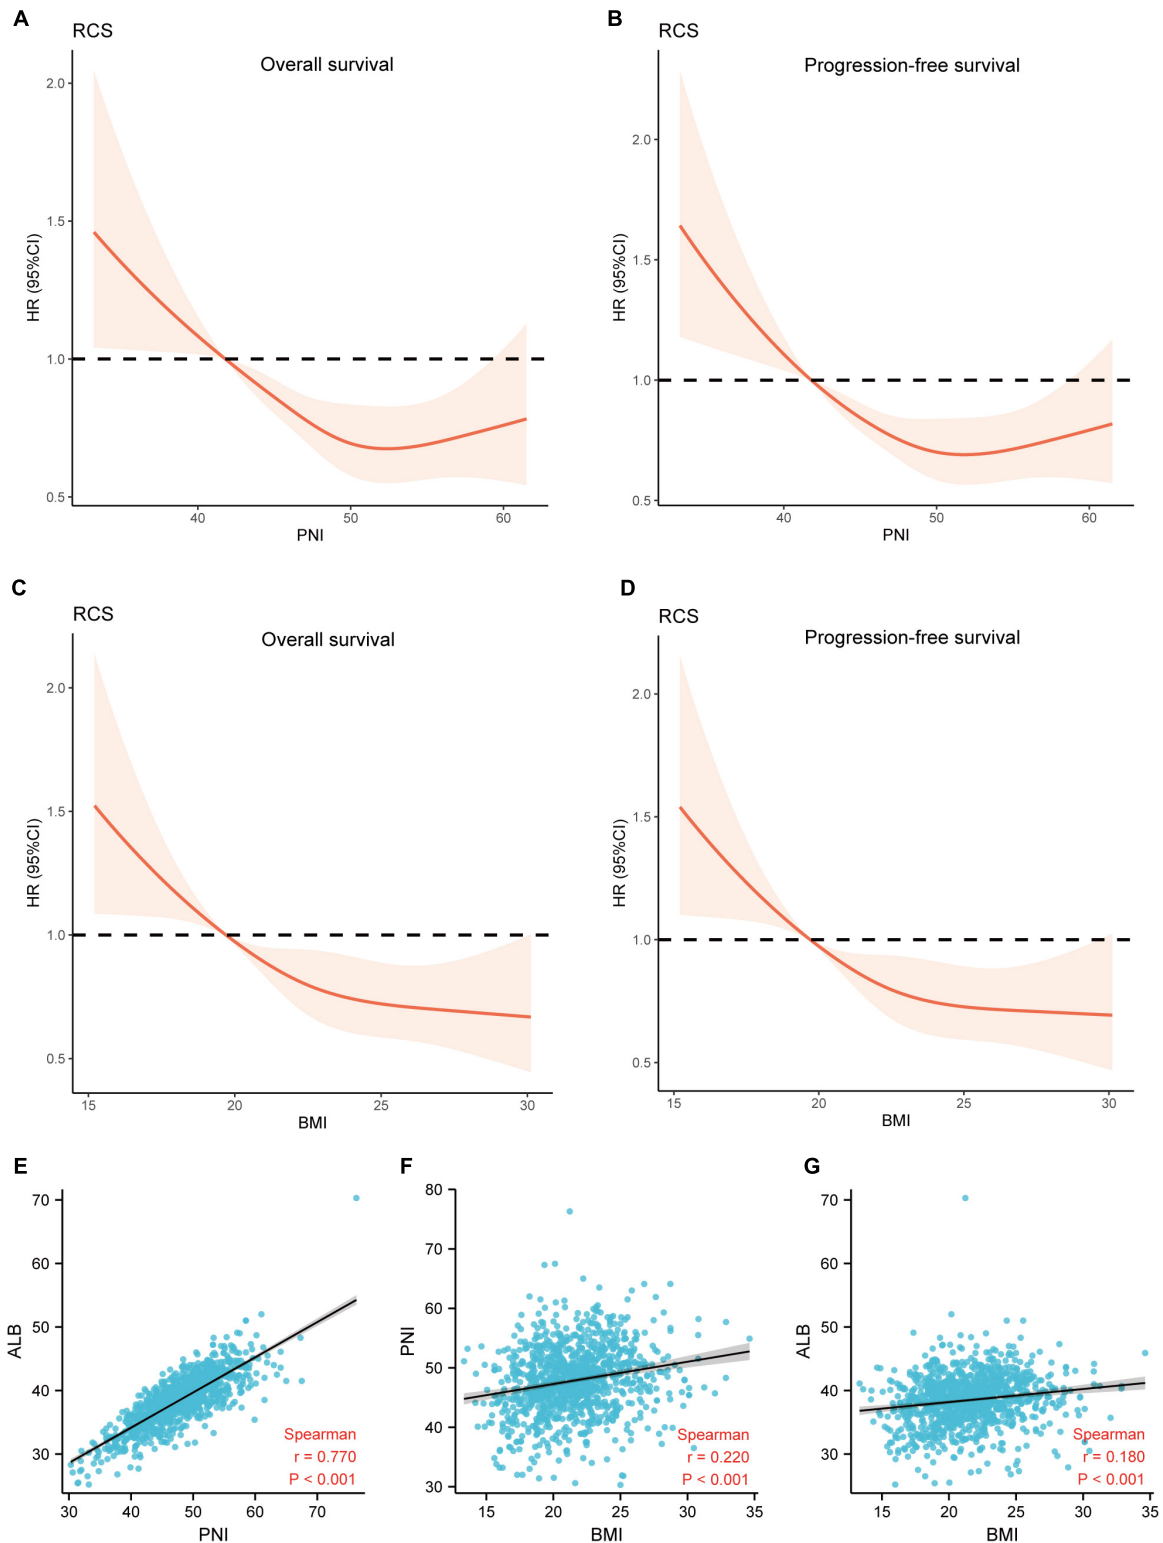 A
RCS
Overall survival
2.0
1.5
1.0
0.5
HR (95%CI)
40
50
60
PNI
B
RCS
Progression-free survival
2.0
1.5
1.0
0.5
HR (95%CI)
40
50
60
PNI
C
RCS
Overall survival
2.0
1.5
1.0
0.5
HR (95%CI)
15
20
25
30
BMI
D
RCS
Progression-free survival
2.0
1.5
1.0
0.5
HR (95%CI)
15
20
25
30
BMI
E
70
60
50
40
30
ALB
Spearman
r = 0.770
P < 0.001
30
40
50
60
70
PNI
F
80
70
60
50
40
30
PNI
Spearman
r = 0.220
P < 0.001
15
20
25
30
35
BMI
G
70
60
50
40
30
ALB
Spearman
r = 0.180
P < 0.001
15
20
25
30
35
BMI